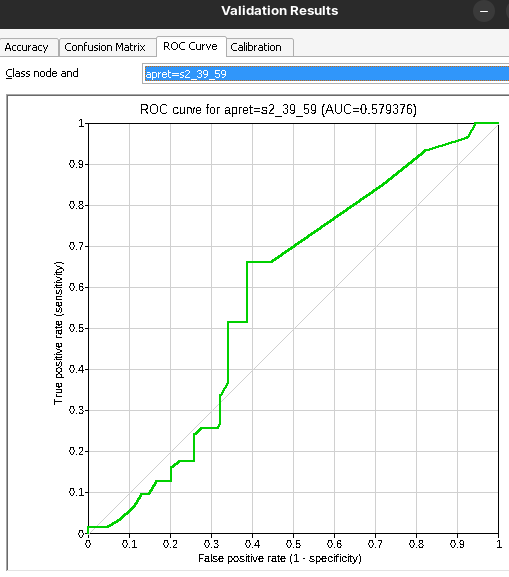 Validation Results
Accuracy
Confusion Matrix
ROC Curve
Calibration
Class node and
apret=s2_39_59
ROC curve for apret=s2_39_59 (AUC=0.579376)
True positive rate (sensitivity)
1
0.9
0.8
0.7
0.6
0.5
0.4
0.3
0.2
0.1
0
0
0.1
0.2
0.3
0.4
0.5
0.6
0.7
0.8
0.9
1
False positive rate (1 - specificity)